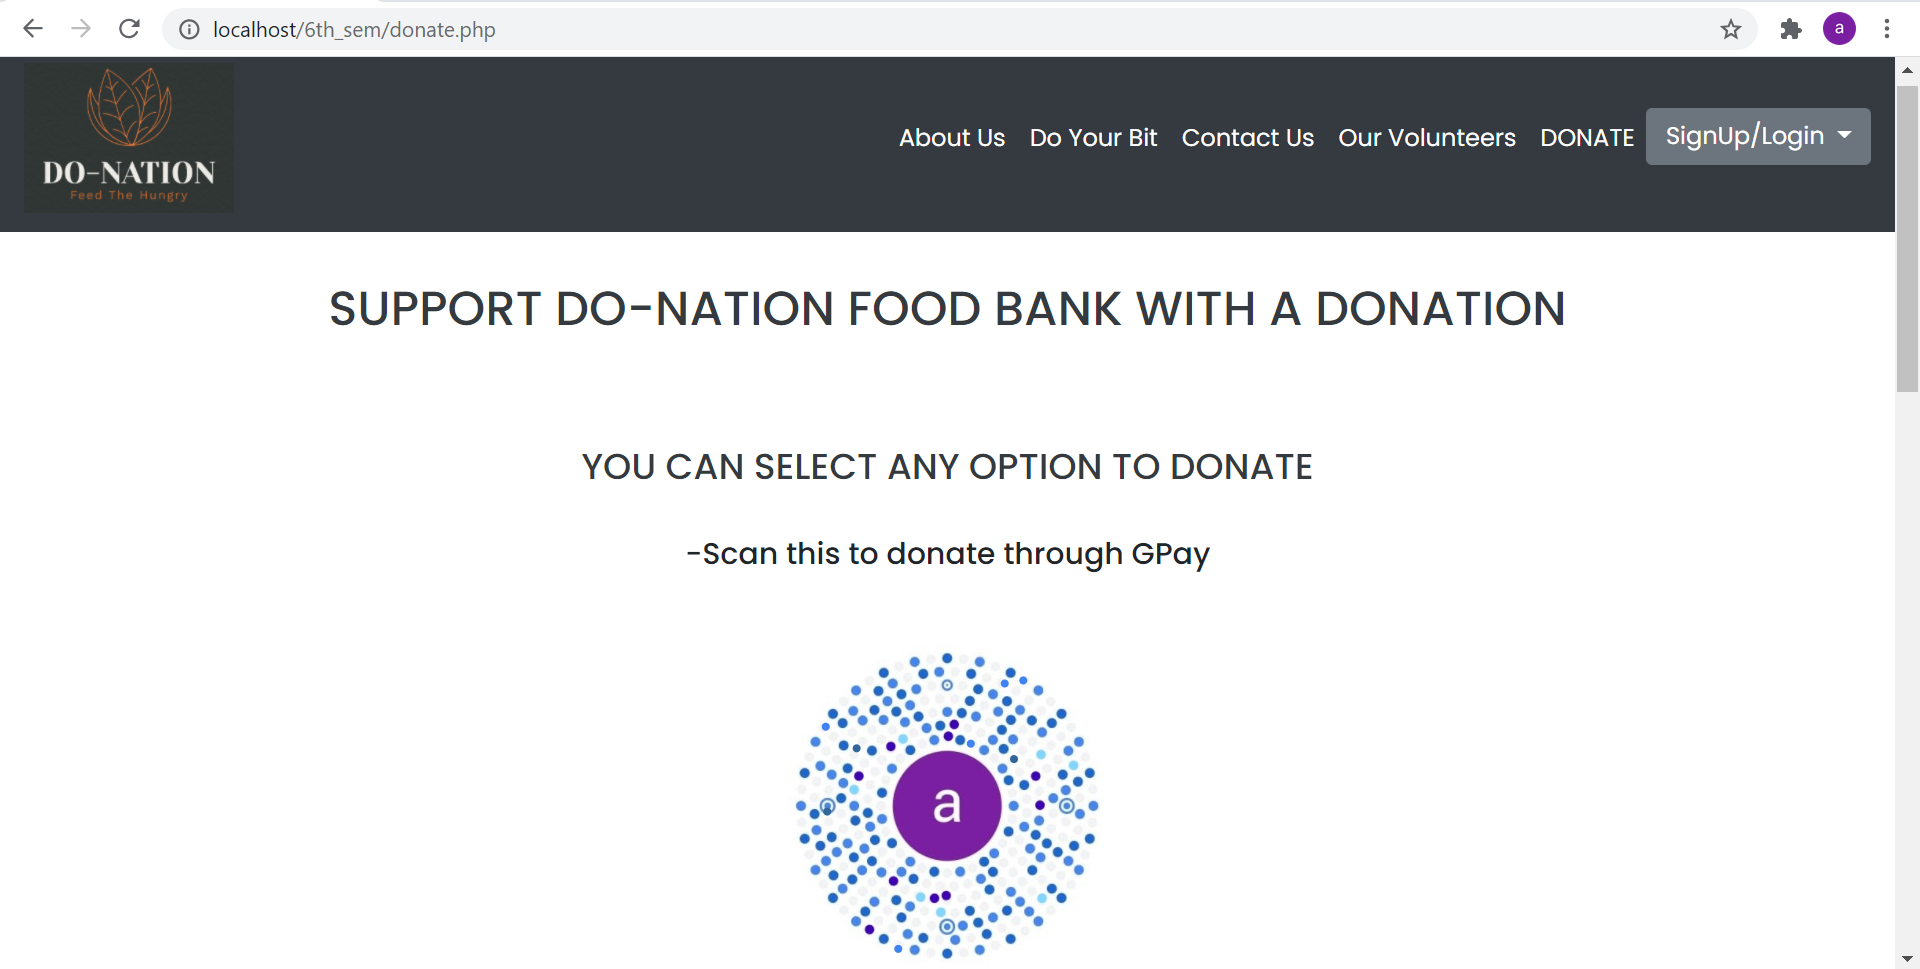 localhost/6th_sem/donate.php
a
DO-NATION
Feed The Hungry
About Us Do Your Bit Contact Us Our Volunteers DONATE SignUp/Login
SUPPORT DO-NATION FOOD BANK WITH A DONATION
YOU CAN SELECT ANY OPTION TO DONATE
-Scan this to donate through GPay
a